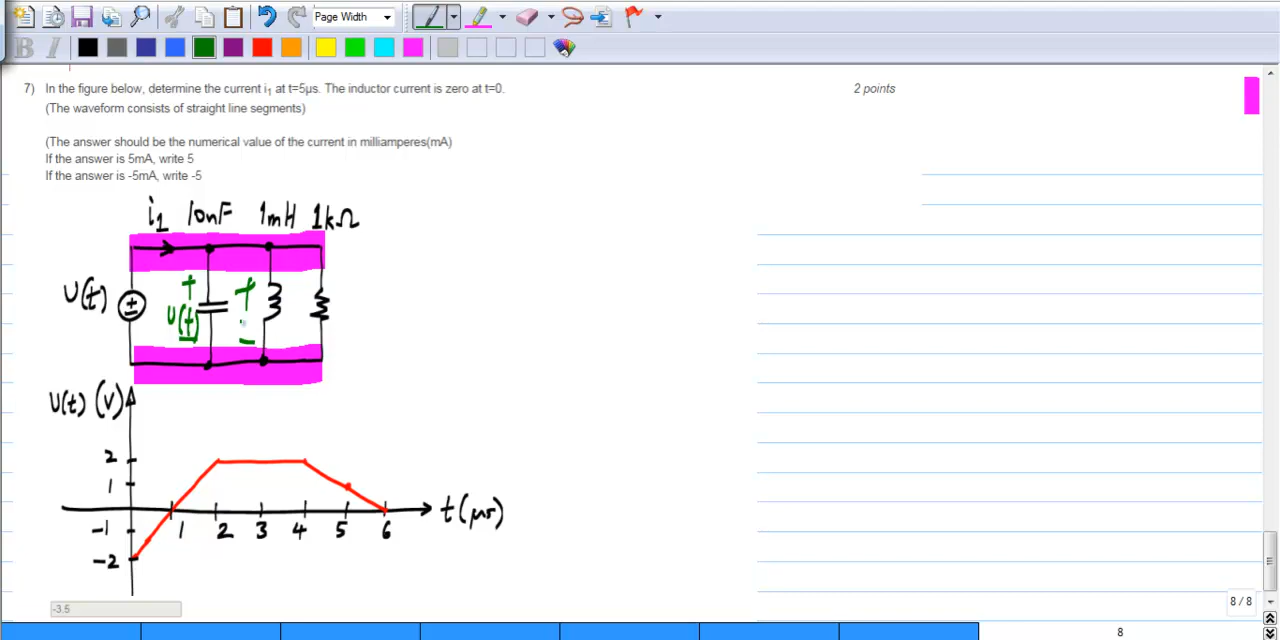 Page Width
B I
7) In the figure below, determine the current i₁ at t=5µs. The inductor current is zero at t=0.
2 points
(The waveform consists of straight line segments)
(The answer should be the numerical value of the current in milliamperes(mA)
If the answer is 5mA, write 5
If the answer is -5mA, write -5
i₁ 10nF 1mH 1kΩ
U(t) ± + U(t) - + -
U(t) (V)
2
1
-1
-2
1 2 3 4 5 6 t(µs)
-3.5
8 / 8
8